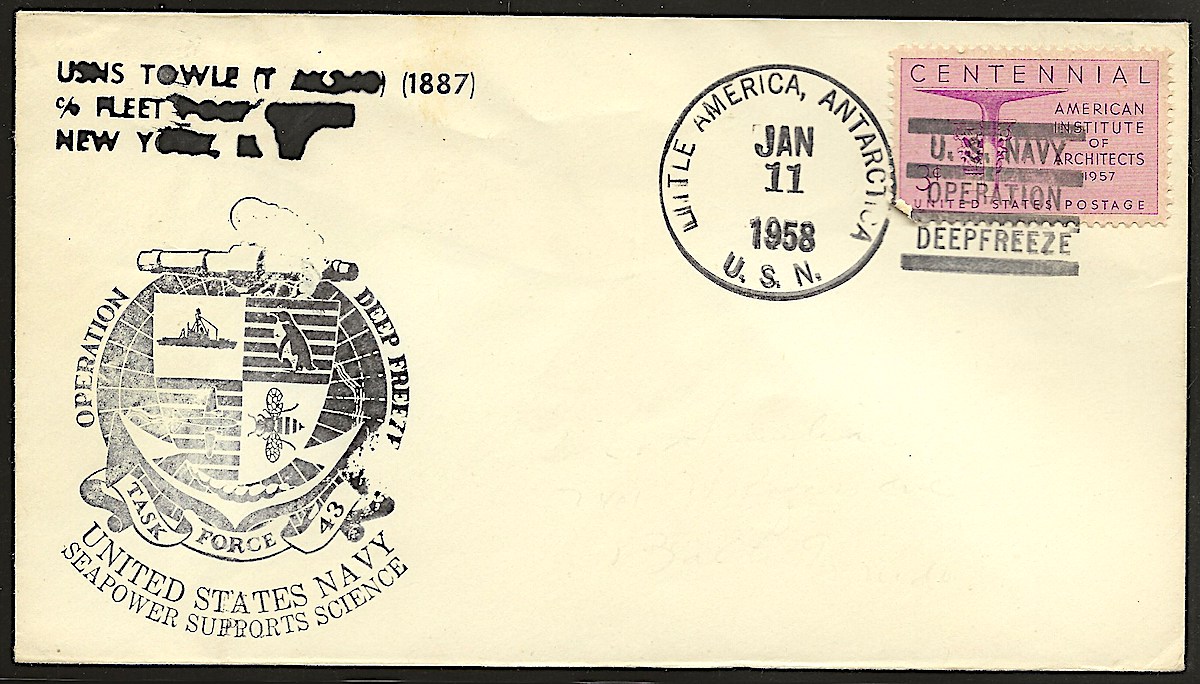 USNS TOWLE (T (1887)
c/o FLEET
NEW
LITTLE AMERICA, ANTARCTICA
JAN
11
1958
U. S. N.
CENTENNIAL
AMERICAN
INSTITUTE
OF
ARCHITECTS
1957
3¢
UNITED STATES POSTAGE
U. S. NAVY
OPERATION
DEEPFREEZE
OPERATION DEEP FREEZE
TASK FORCE 43
UNITED STATES NAVY
SEAPOWER SUPPORTS SCIENCE